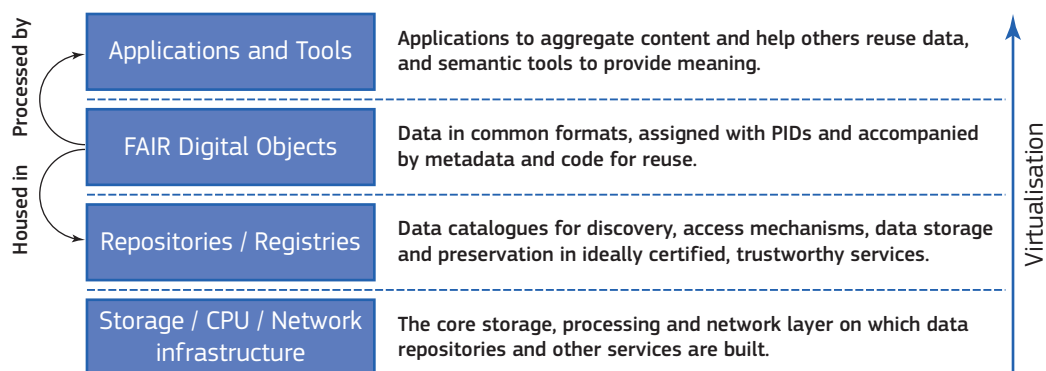 Processed by
Housed in
Applications and Tools
Applications to aggregate content and help others reuse data,
and semantic tools to provide meaning.
FAIR Digital Objects
Data in common formats, assigned with PIDs and accompanied
by metadata and code for reuse.
Repositories / Registries
Data catalogues for discovery, access mechanisms, data storage
and preservation in ideally certified, trustworthy services.
Storage / CPU / Network
infrastructure
The core storage, processing and network layer on which data
repositories and other services are built.
Virtualisation